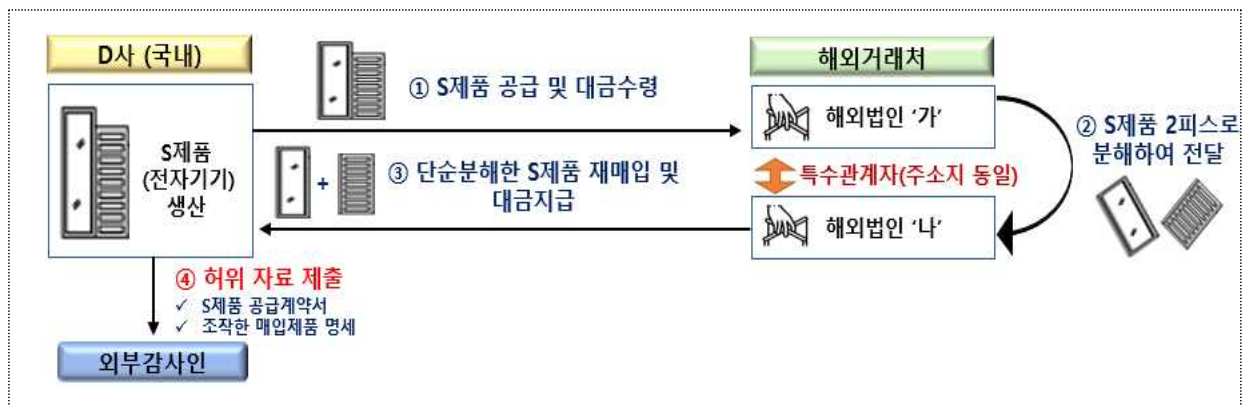 D사 (국내)
S제품
(전자기기)
생산
① S제품 공급 및 대금수령
+
③ 단순분해한 S제품 재매입 및
대금지급
해외거래처
해외법인 '가'
특수관계자(주소지 동일)
해외법인 '나'
② S제품 2피스로
분해하여 전달
④ 허위 자료 제출
✓ S제품 공급계약서
✓ 조작한 매입제품 명세
외부감사인